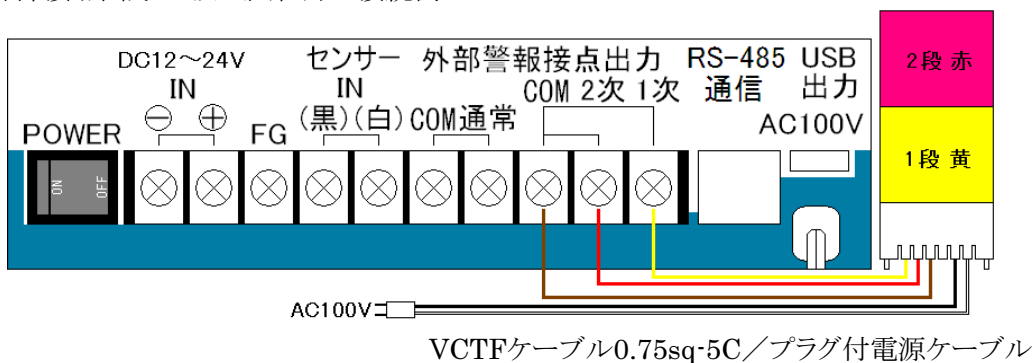 DC12～24V センサー 外部警報接点出力 RS-485 USB
IN IN COM 2次 1次 通信 出力
⊖ ⊕ (黒)(白) COM通常
POWER FG AC100V
ON OFF
2段 赤
1段 黄
AC100V
VCTFケーブル0.75sq-5C／プラグ付電源ケーブル